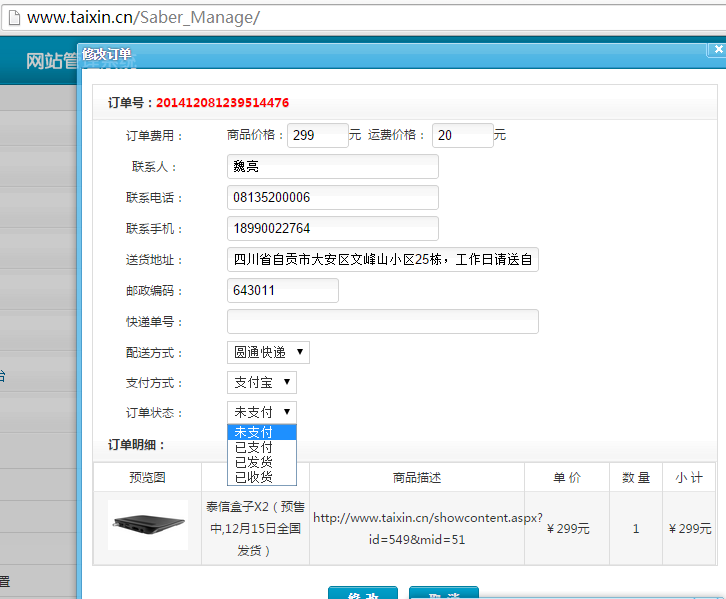 www.taixin.cn/Saber_Manage/
网站管理系统
修改订单
订单号：201412081239514476
订单费用： 商品价格： 299 元 运费价格： 20 元
联系人： 魏亮
联系电话： 08135200006
联系手机： 18990022764
送货地址： 四川省自贡市大安区文峰山小区25栋，工作日请送自
邮政编码： 643011
快递单号：
配送方式： 圆通快递
支付方式： 支付宝
订单状态： 未支付
未支付
已支付
已发货
已收货
订单明细：
预览图 商品描述 单 价 数 量 小 计
泰信盒子X2（预售中,12月15日全国发货） http://www.taixin.cn/showcontent.aspx?id=549&mid=51 ￥299元 1 ￥299元
台
置
修 改 取 消